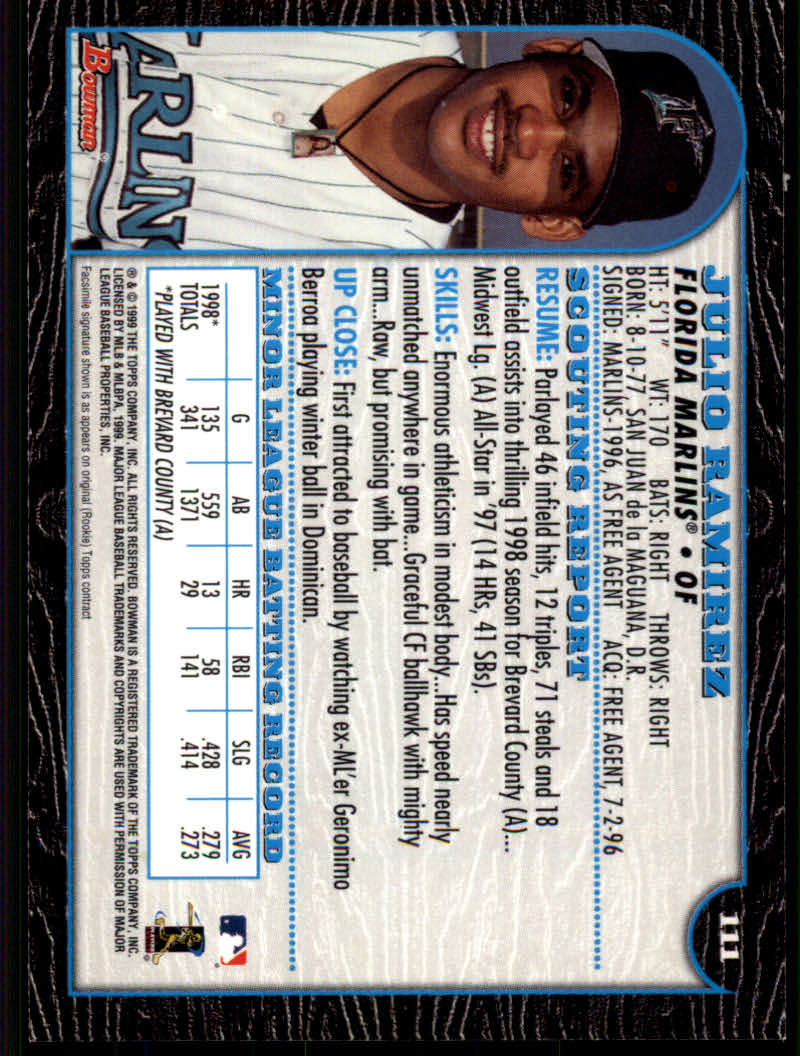 111
JULIO RAMIREZ
FLORIDA MARLINS® • OF
HT: 5'11" WT: 170 BATS: RIGHT THROWS: RIGHT
BORN: 8-10-77 SAN JUAN de la MAGUANA, D.R.
SIGNED: MARLINS-1996, AS FREE AGENT ACQ: FREE AGENT, 7-2-96
SCOUTING REPORT
RESUME: Parlayed 46 infield hits, 12 triples, 71 steals and 18
outfield assists into thrilling 1998 season for Brevard County (A)...
Midwest Lg. (A) All-Star in '97 (14 HRs, 41 SBs).
SKILLS: Enormous athleticism in modest body...Has speed nearly
unmatched anywhere in game...Graceful CF ballhawk with mighty
arm...Raw, but promising with bat.
UP CLOSE: First attracted to baseball by watching ex-ML'er Geronimo
Berroa playing winter ball in Dominican.
MINOR LEAGUE BATTING RECORD
G AB HR RBI SLG AVG
1998* 135 559 13 58 .428 .279
TOTALS 341 1371 29 141 .414 .273
*PLAYED WITH BREVARD COUNTY (A)
® & © 1999 THE TOPPS COMPANY, INC. ALL RIGHTS RESERVED. BOWMAN IS A REGISTERED TRADEMARK OF THE TOPPS COMPANY, INC.
LICENSED BY MLB & MLBPA, 1999. MAJOR LEAGUE BASEBALL TRADEMARKS AND COPYRIGHTS ARE USED WITH PERMISSION OF MAJOR
LEAGUE BASEBALL PROPERTIES, INC.
Facsimile signature shown is as appears on original (Rookie) Topps contract
ARLIN
Bowman®